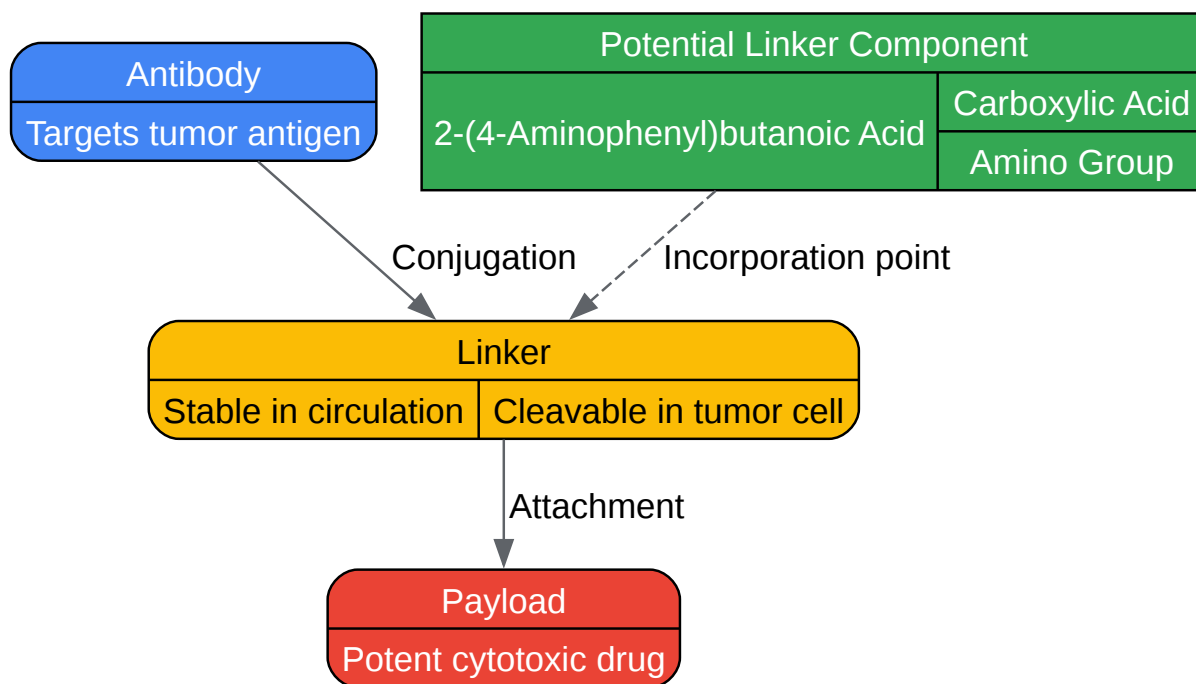 Antibody
Targets tumor antigen
Potential Linker Component
2-(4-Aminophenyl)butanoic Acid
Carboxylic Acid
Amino Group
Conjugation
Incorporation point
Linker
Stable in circulation
Cleavable in tumor cell
Attachment
Payload
Potent cytotoxic drug